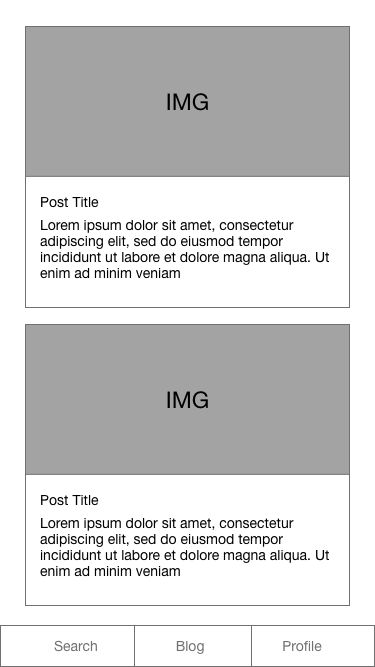 IMG
Post Title
Lorem ipsum dolor sit amet, consectetur
adipiscing elit, sed do eiusmod tempor
incididunt ut labore et dolore magna aliqua. Ut
enim ad minim veniam
IMG
Post Title
Lorem ipsum dolor sit amet, consectetur
adipiscing elit, sed do eiusmod tempor
incididunt ut labore et dolore magna aliqua. Ut
enim ad minim veniam
Search Blog Profile